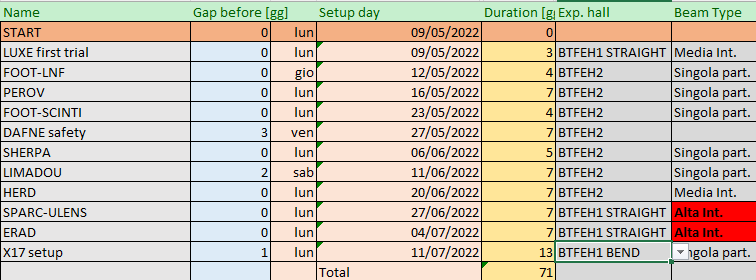 Name Gap before [gg] Setup day Duration [g Exp. hall Beam Type
START 0 lun 09/05/2022 0
LUXE first trial 0 lun 09/05/2022 3 BTFEH1 STRAIGHT Media Int.
FOOT-LNF 0 gio 12/05/2022 4 BTFEH2 Singola part.
PEROV 0 lun 16/05/2022 7 BTFEH2 Singola part.
FOOT-SCINTI 0 lun 23/05/2022 4 BTFEH2 Singola part.
DAFNE safety 3 ven 27/05/2022 7 BTFEH2
SHERPA 0 lun 06/06/2022 5 BTFEH2 Singola part.
LIMADOU 2 sab 11/06/2022 7 BTFEH2 Singola part.
HERD 0 lun 20/06/2022 7 BTFEH2 Media Int.
SPARC-ULENS 0 lun 27/06/2022 7 BTFEH1 STRAIGHT Alta Int.
ERAD 0 lun 04/07/2022 7 BTFEH1 STRAIGHT Alta Int.
X17 setup 1 lun 11/07/2022 13 BTFEH1 BEND gola part.
Total 71